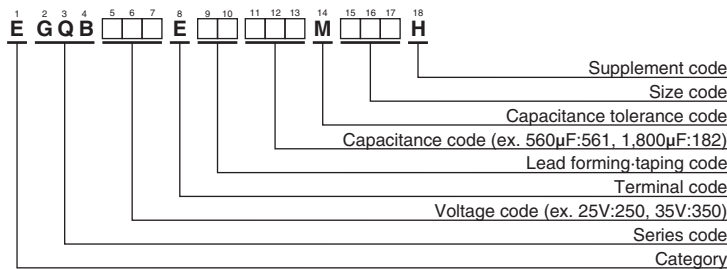 1 2 3 4 5 6 7 8 9 10 11 12 13 14 15 16 17 18
E GQB E M H
Supplement code
Size code
Capacitance tolerance code
Capacitance code (ex. 560μF:561, 1,800μF:182)
Lead forming·taping code
Terminal code
Voltage code (ex. 25V:250, 35V:350)
Series code
Category